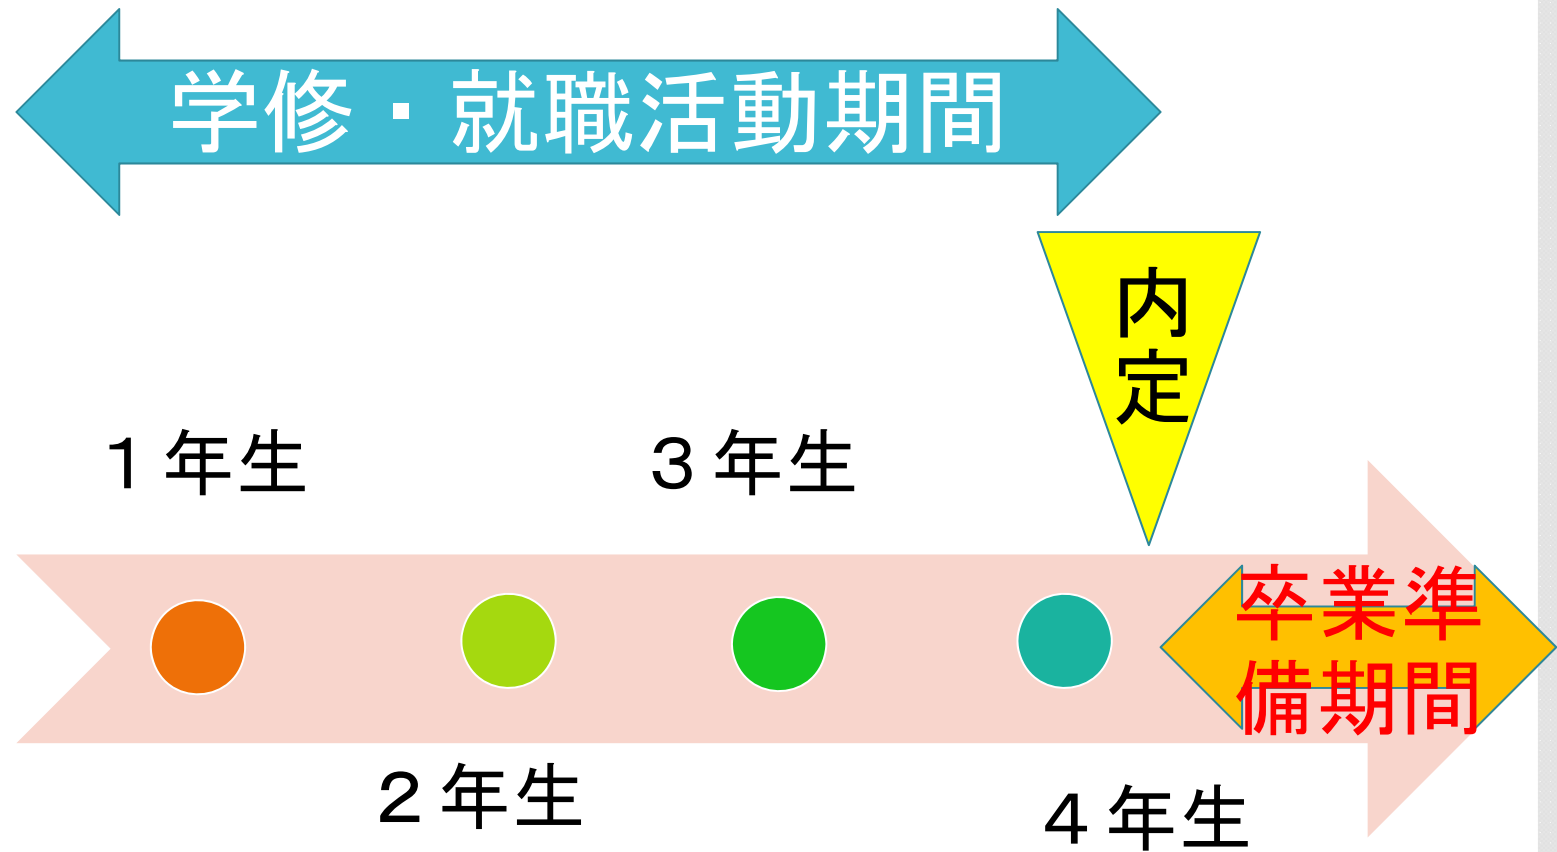 学修・就職活動期間
内定
１年生
３年生
卒業準
備期間
２年生
４年生